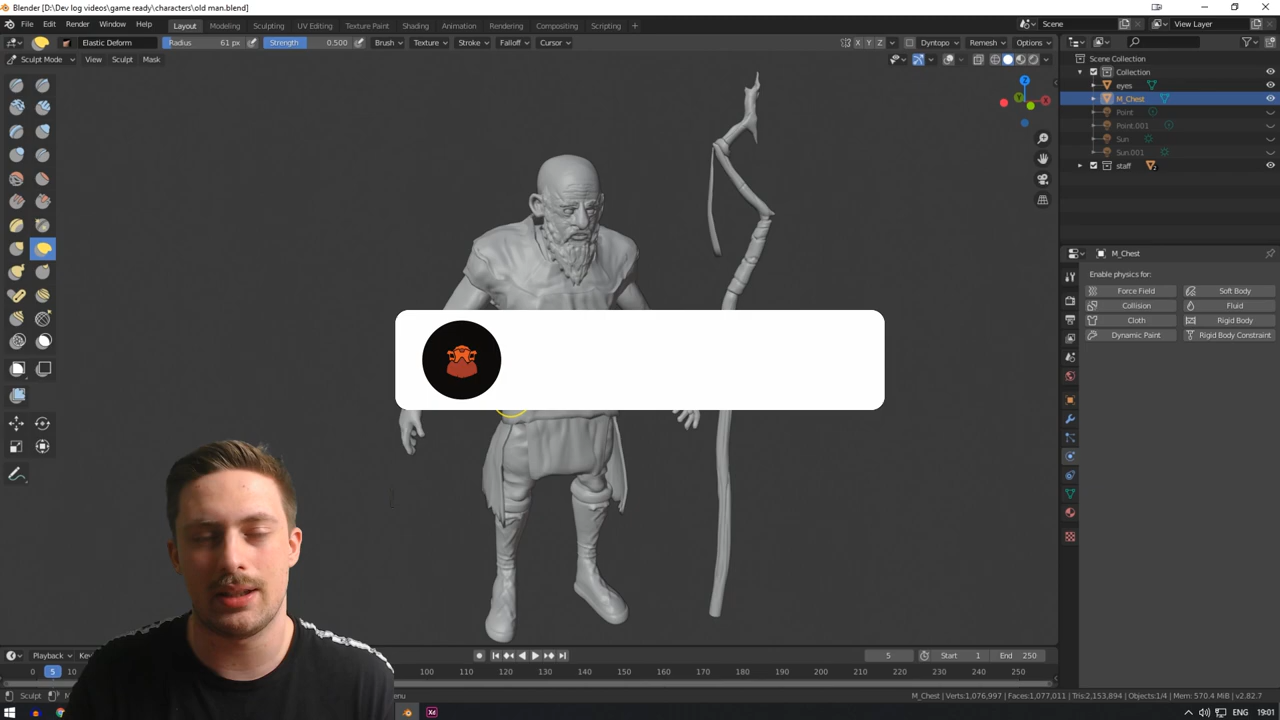 Blender [D:\Dev log videos\game ready\characters\old man.blend]
File Edit Render Window Help Layout Modeling Sculpting UV Editing Texture Paint Shading Animation Rendering Compositing Scripting + Scene View Layer
Elastic Deform Radius 61 px Strength 0.500 Brush Texture Stroke Falloff Cursor X Y Z Dyntopo Remesh Options
Sculpt Mode View Sculpt Mask
Scene Collection
Collection
eyes
M_Chest
Point
Point.001
Sun
Sun.001
staff 2
Z
Y X
M_Chest
Enable physics for:
Force Field Soft Body
Collision Fluid
Cloth Rigid Body
Dynamic Paint Rigid Body Constraint
Playback 5 Start 1 End 250
0 5 10 100 110 120 130 140 150 160 170 180 190 200 210 220 230 240 250
Sculpt M_Chest | Verts:1,076,997 | Faces:1,077,011 | Tris:2,153,894 | Objects:1/4 | Mem: 570.4 MiB | v2.82.7
Xd ENG 19:01